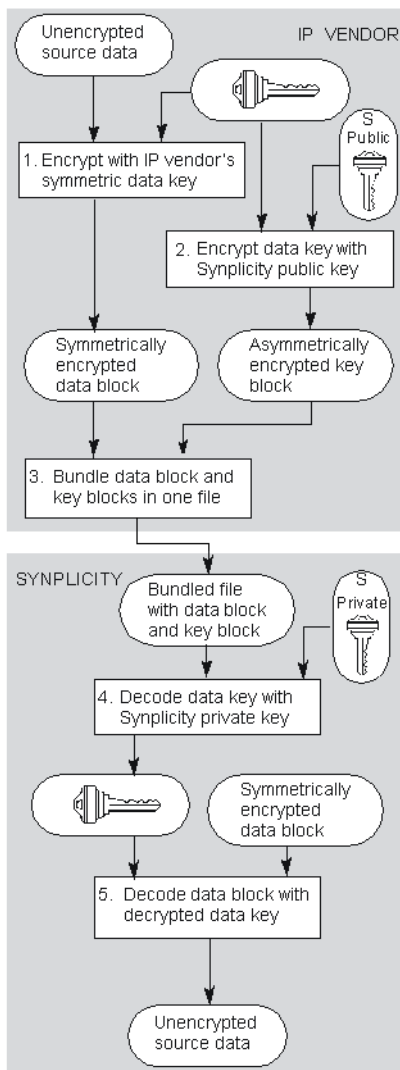 Unencrypted
source data
IP VENDOR
S
Public
1. Encrypt with IP vendor's
symmetric data key
2. Encrypt data key with
Synplicity public key
Symmetrically
encrypted
data block
Asymmetrically
encrypted key
block
3. Bundle data block and
key blocks in one file
SYNPLICITY
Bundled file
with data block
and key block
S
Private
4. Decode data key with
Synplicity private key
Symmetrically
encrypted
data block
5. Decode data block with
decrypted data key
Unencrypted
source data